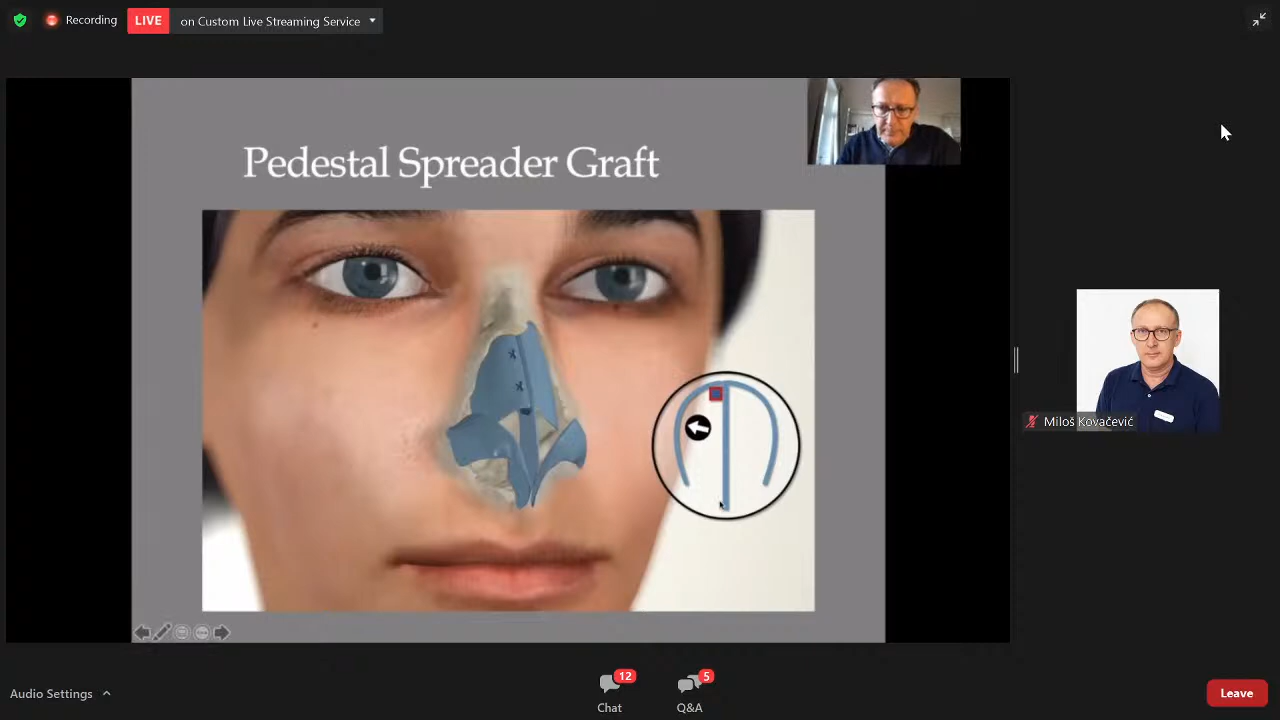 Recording
LIVE
on Custom Live Streaming Service
Pedestal Spreader Graft
Miloš Kovačević
Audio Settings
12
Chat
5
Q&A
Leave